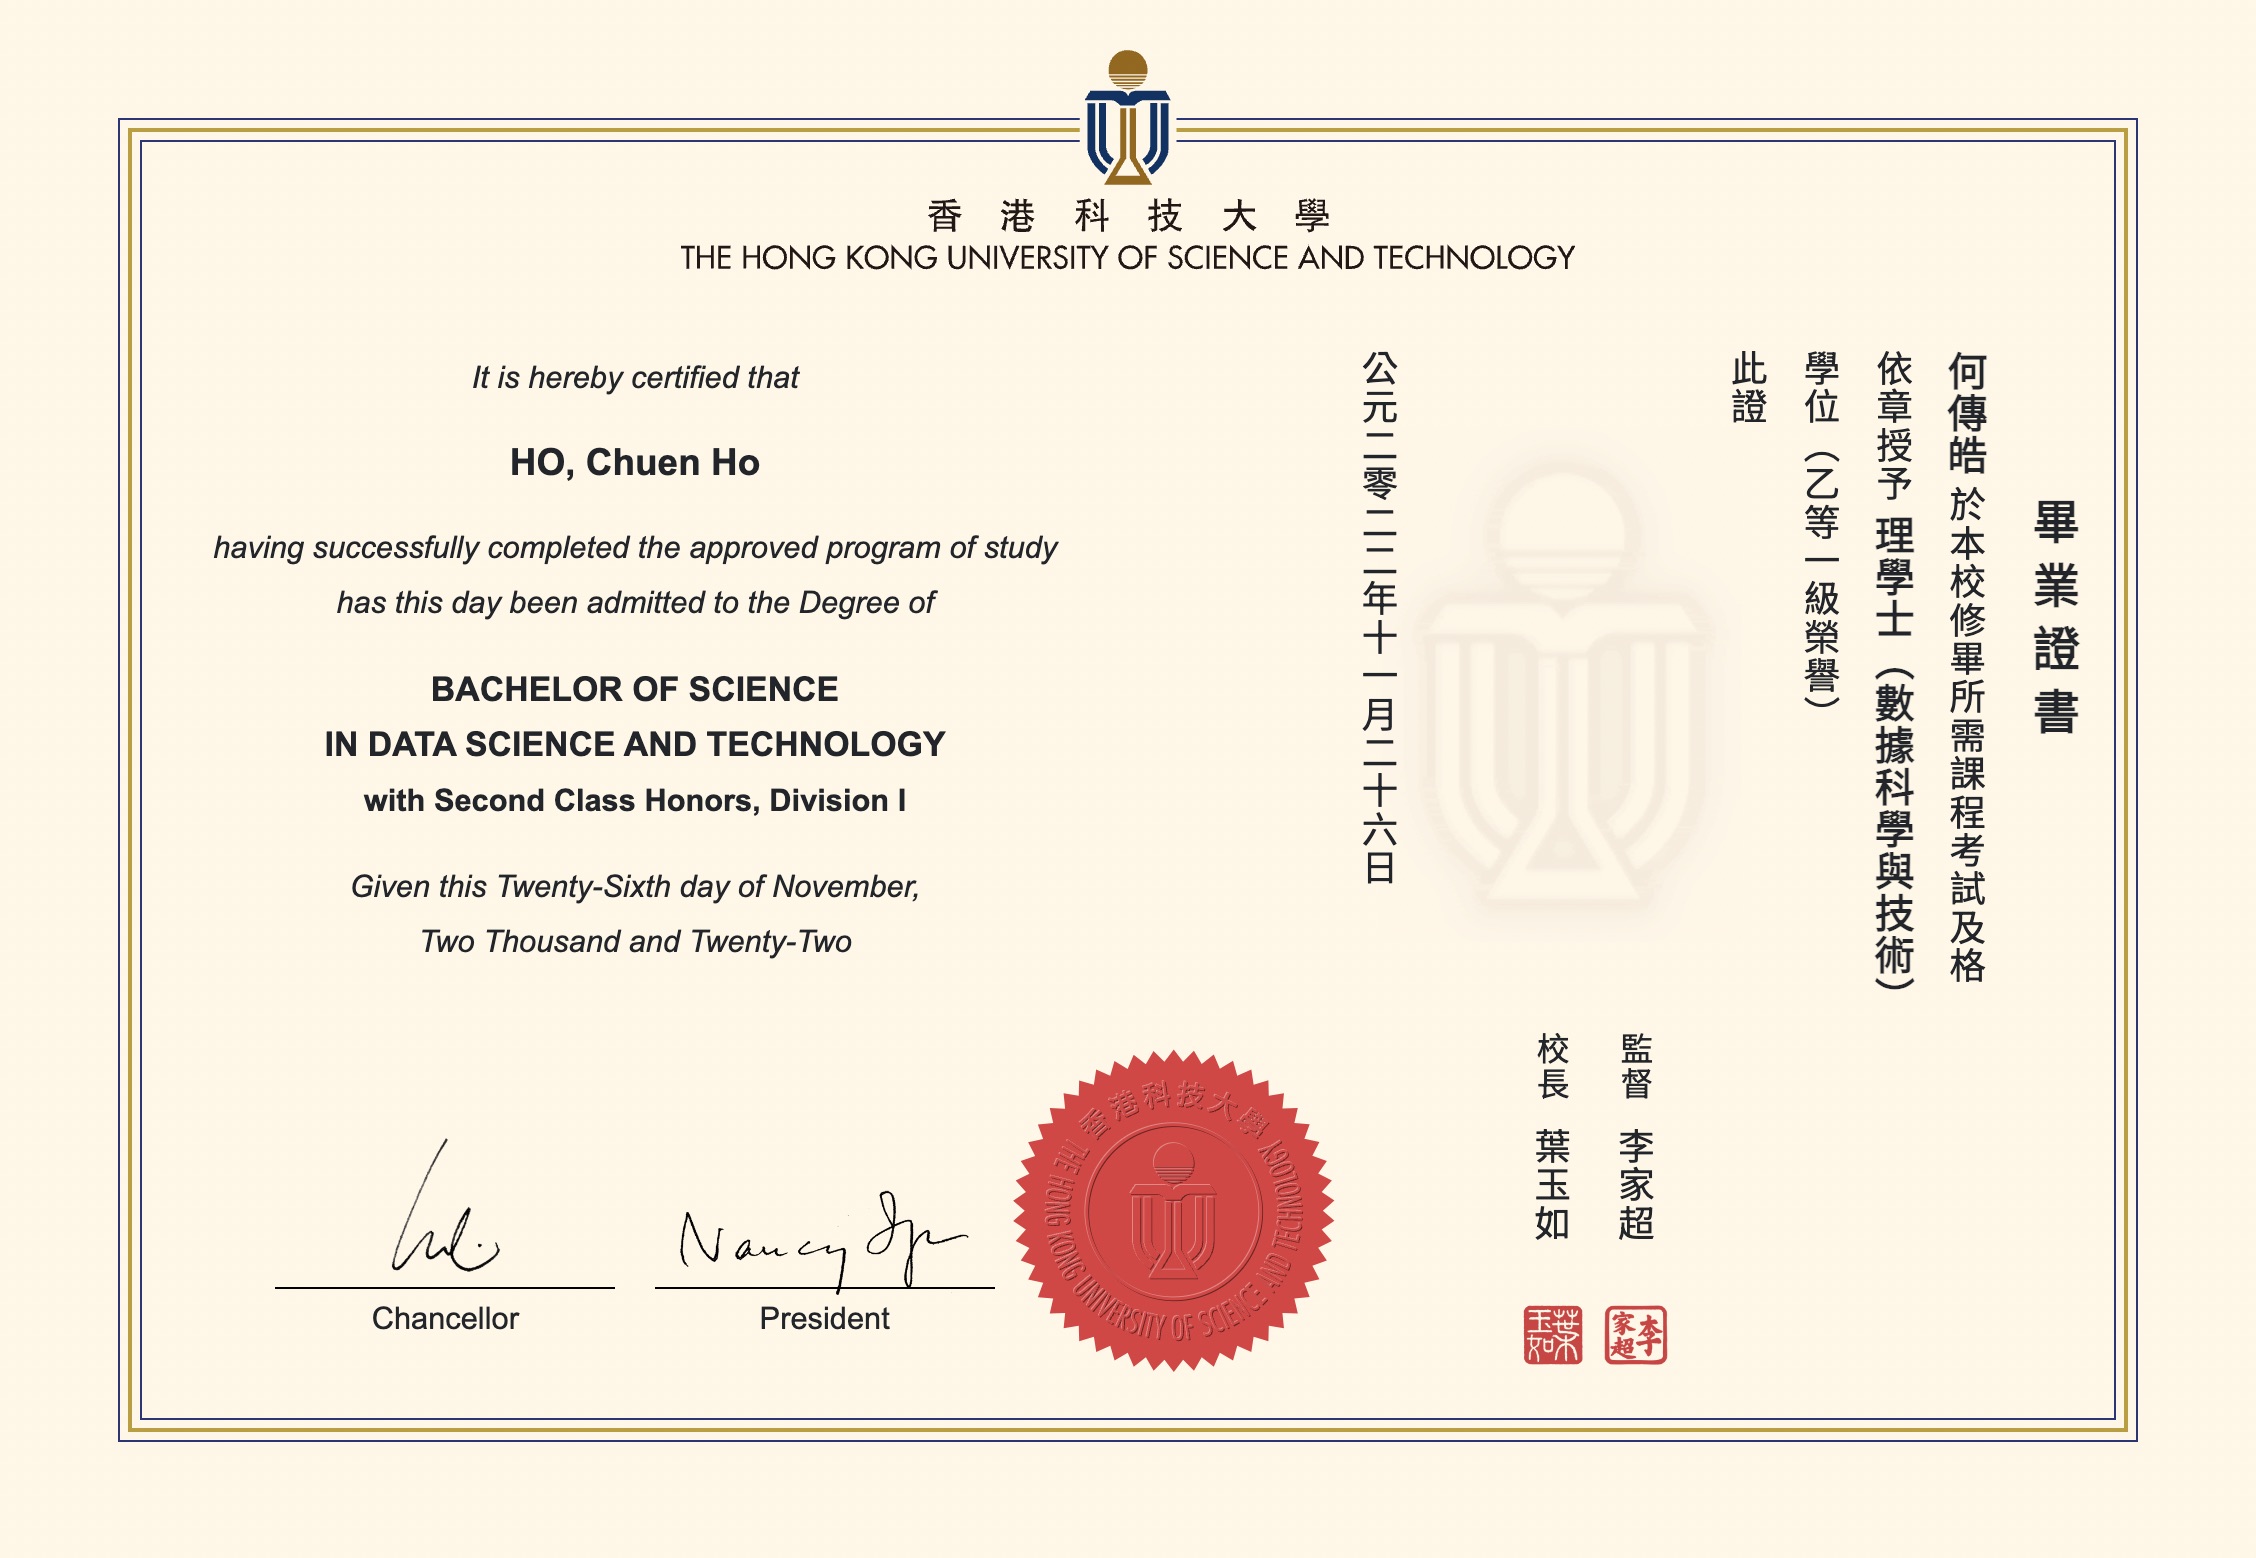 香港科技大學
THE HONG KONG UNIVERSITY OF SCIENCE AND TECHNOLOGY
It is hereby certified that
HO, Chuen Ho
having successfully completed the approved program of study
has this day been admitted to the Degree of
BACHELOR OF SCIENCE
IN DATA SCIENCE AND TECHNOLOGY
with Second Class Honors, Division I
Given this Twenty-Sixth day of November,
Two Thousand and Twenty-Two
畢業證書
何傳皓 於本校修畢所需課程考試及格
依章授予 理學士（數據科學與技術）
學位（乙等一級榮譽）
此證
公元二零二二年十一月二十六日
監督 李家超
校長 葉玉如
Nancy Ip
Chancellor
President
香港科技大學
THE HONG KONG UNIVERSITY OF SCIENCE AND TECHNOLOGY
李家超
葉玉如